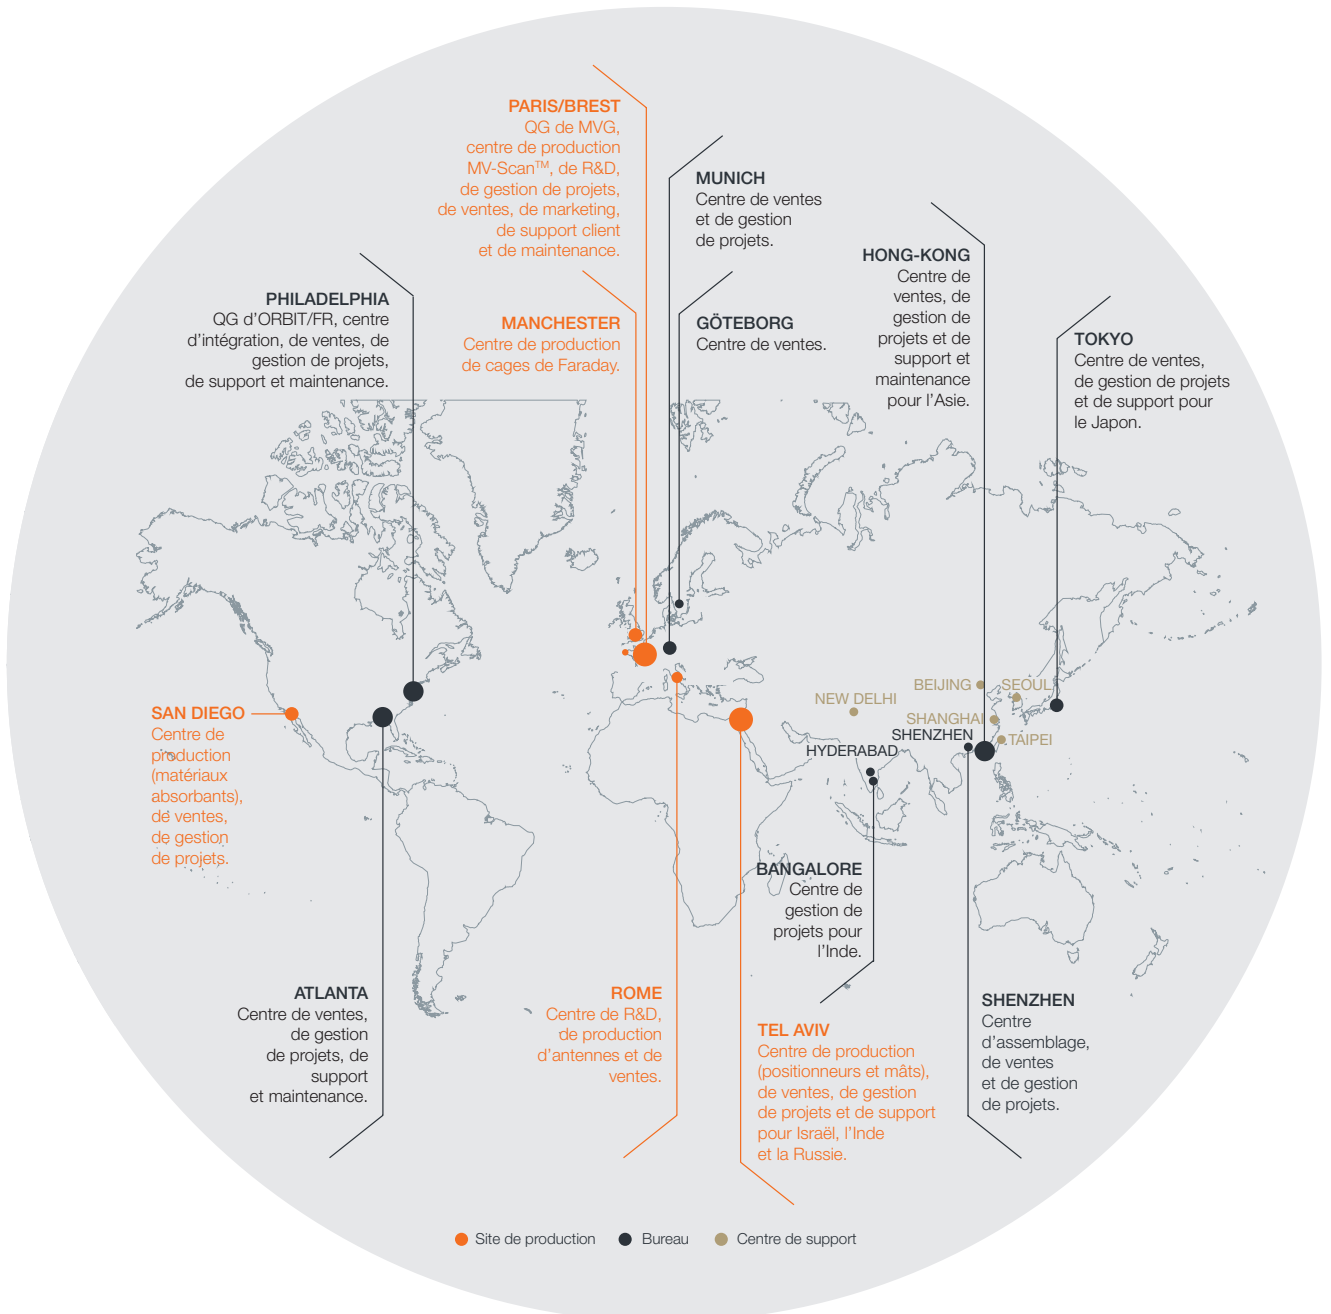 PARIS/BREST
QG de MVG,
centre de production
MV-Scan™, de R&D,
de gestion de projets,
de ventes, de marketing,
de support client
et de maintenance.
MUNICH
Centre de ventes
et de gestion
de projets.
HONG-KONG
Centre de
ventes, de
gestion de
projets et de
support et
maintenance
pour l’Asie.
PHILADELPHIA
QG d’ORBIT/FR, centre
d’intégration, de ventes, de
gestion de projets,
de support et maintenance.
MANCHESTER
Centre de production
de cages de Faraday.
GÖTEBORG
Centre de ventes.
TOKYO
Centre de ventes,
de gestion de projets
et de support pour
le Japon.
SAN DIEGO
Centre de
production
(matériaux
absorbants),
de ventes,
de gestion
de projets.
BEIJING
SEOUL
NEW DELHI
SHANGHAI
SHENZHEN
TAIPEI
HYDERABAD
BANGALORE
Centre de
gestion de
projets pour
l’Inde.
ATLANTA
Centre de ventes,
de gestion
de projets, de
support
et maintenance.
ROME
Centre de R&D,
de production
d’antennes et de
ventes.
TEL AVIV
Centre de production
(positionneurs et mâts),
de ventes, de gestion
de projets et de support
pour Israël, l’Inde
et la Russie.
SHENZHEN
Centre
d’assemblage,
de ventes
et de gestion
de projets.
Site de production
Bureau
Centre de support